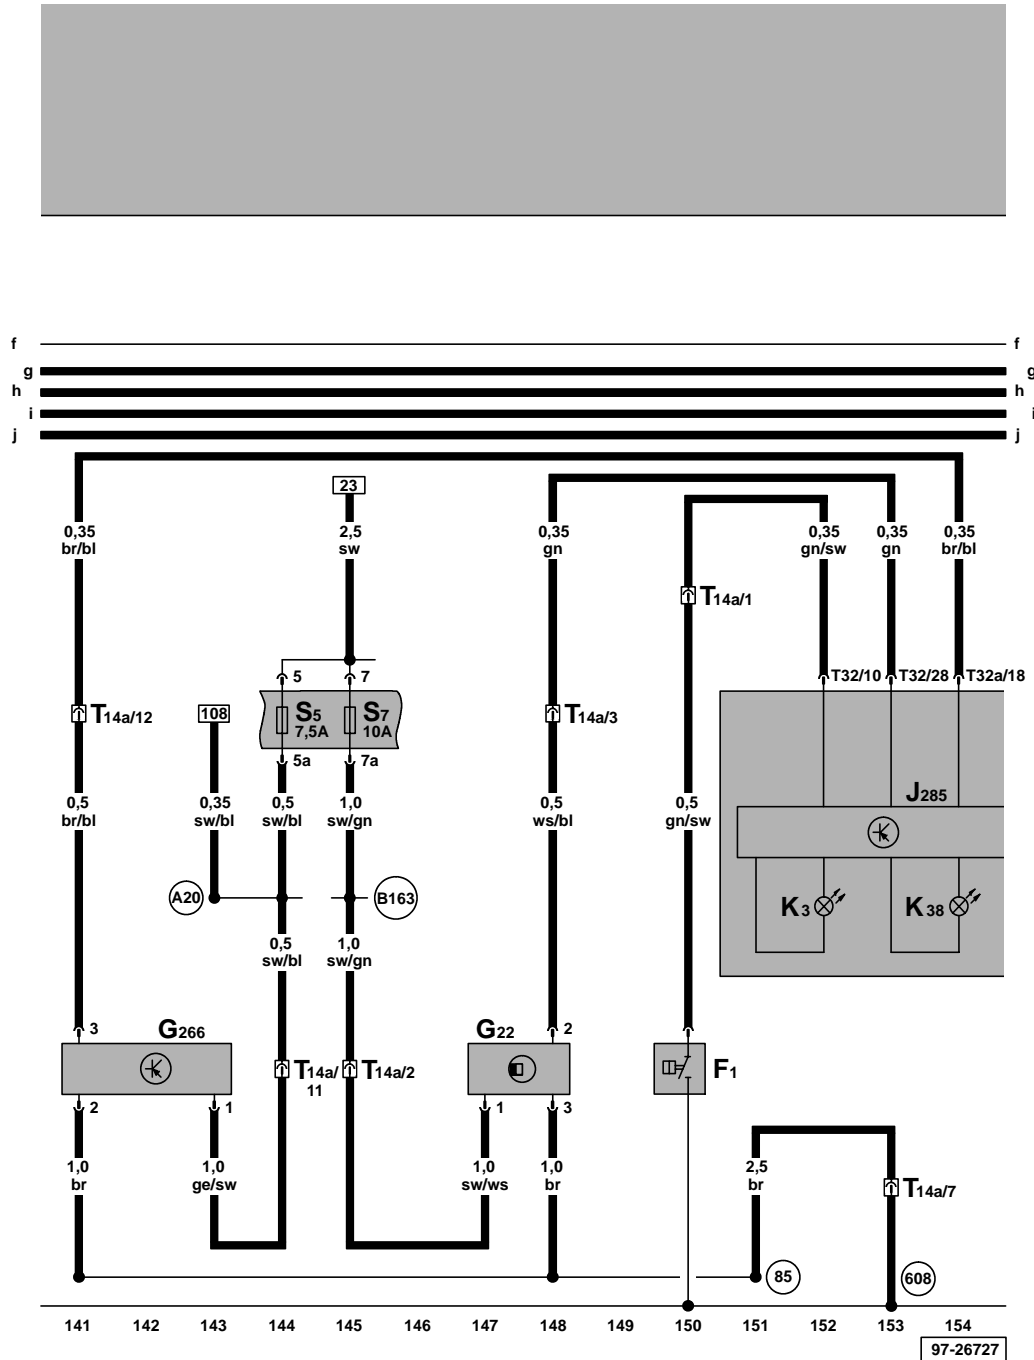 f f
g g
h h
i i
j j
23
0,35 2,5 0,35 0,35 0,35 0,35
br/bl sw gn gn/sw gn br/bl
T14a/1
5 7 T32/10 T32/28 T32a/18
T14a/12 108 S5 S7 T14a/3
7,5A 10A
5a 7a
J285
0,5 0,35 0,5 1,0 0,5 0,5
br/bl sw/bl sw/bl sw/gn ws/bl gn/sw
A20 B163 K3 K38
0,5 1,0
sw/bl sw/gn
3 G266 G22 2
T14a/ T14a/2 F1
11
2 1 1 3
1,0 1,0 1,0 1,0 2,5
br ge/sw sw/ws br br
T14a/7
85 608
141 142 143 144 145 146 147 148 149 150 151 152 153 154
97-26727